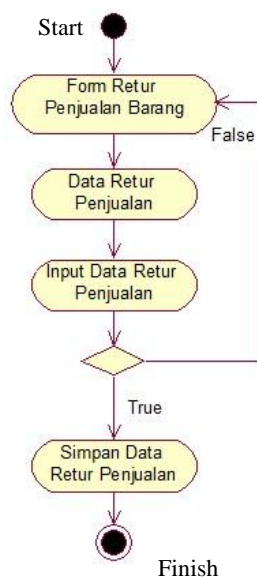 Start
Form Retur
Penjualan Barang
False
Data Retur
Penjualan
Input Data Retur
Penjualan
True
Simpan Data
Retur Penjualan
Finish